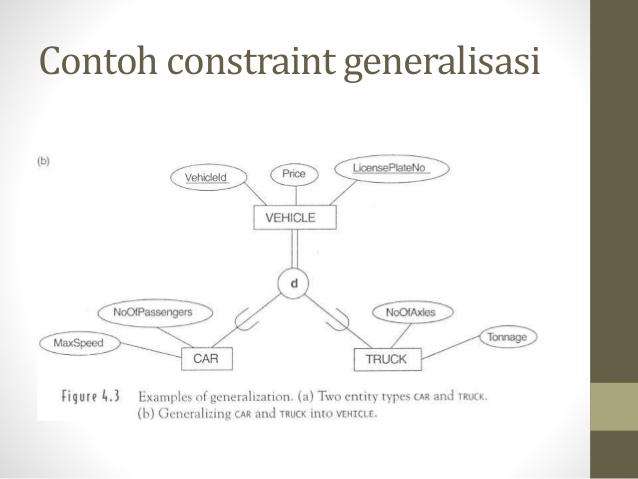 Contoh constraint generalisasi
(b)
VehicleId
Price
LicensePlateNo
VEHICLE
d
NoOfPassengers
NoOfAxles
MaxSpeed
Tonnage
CAR
TRUCK
Figure 4.3 Examples of generalization. (a) Two entity types CAR and TRUCK.
(b) Generalizing CAR and TRUCK into VEHICLE.